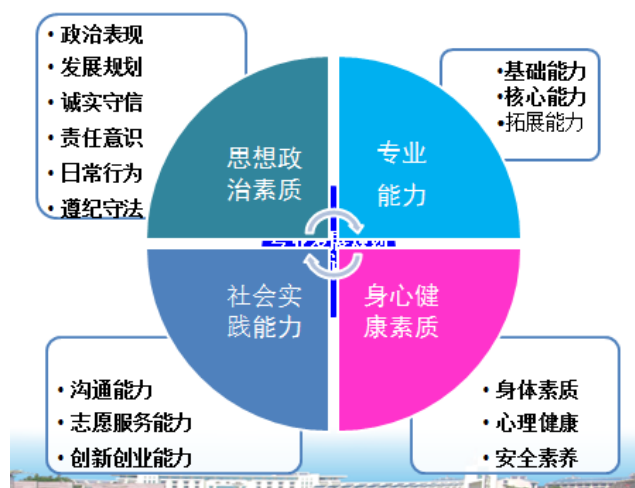 • 政治表现
• 发展规划
• 诚实守信
• 责任意识
• 日常行为
• 遵纪守法
思想政
治素质
专业
能力
•基础能力
•核心能力
•拓展能力
社会实
践能力
身心健
康素质
• 沟通能力
• 志愿服务能力
• 创新创业能力
• 身体素质
• 心理健康
• 安全素养